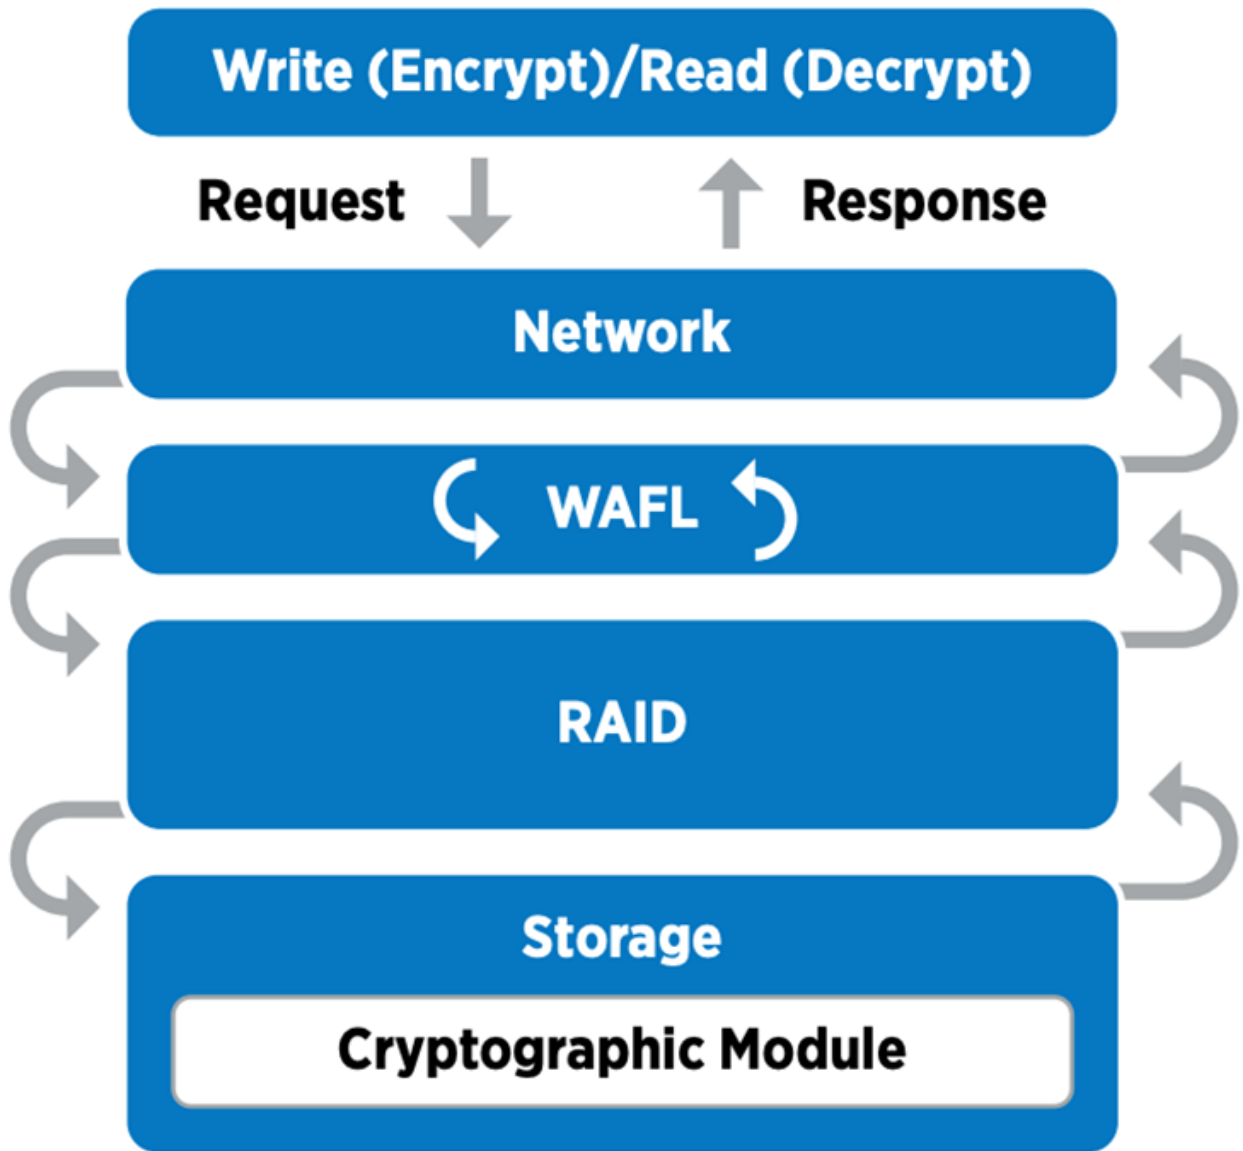 Write (Encrypt)/Read (Decrypt)
Request
Response
Network
WAFL
RAID
Storage
Cryptographic Module